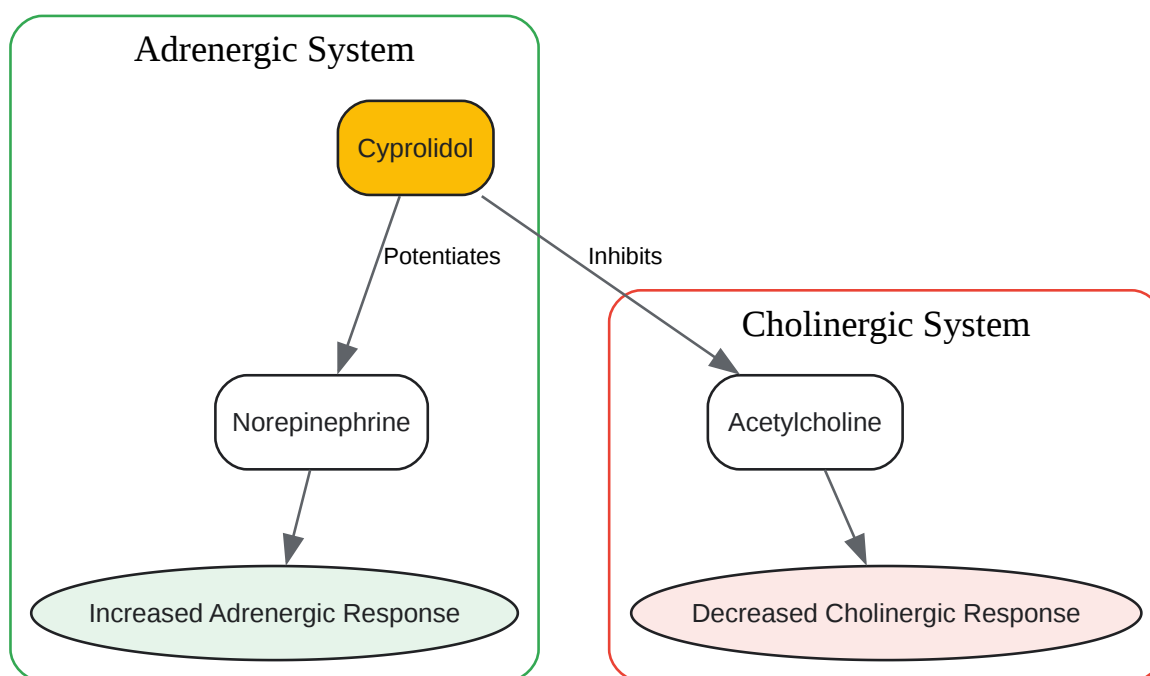 Adrenergic System
Cyprolidol
Potentiates
Inhibits
Cholinergic System
Norepinephrine
Acetylcholine
Increased Adrenergic Response
Decreased Cholinergic Response